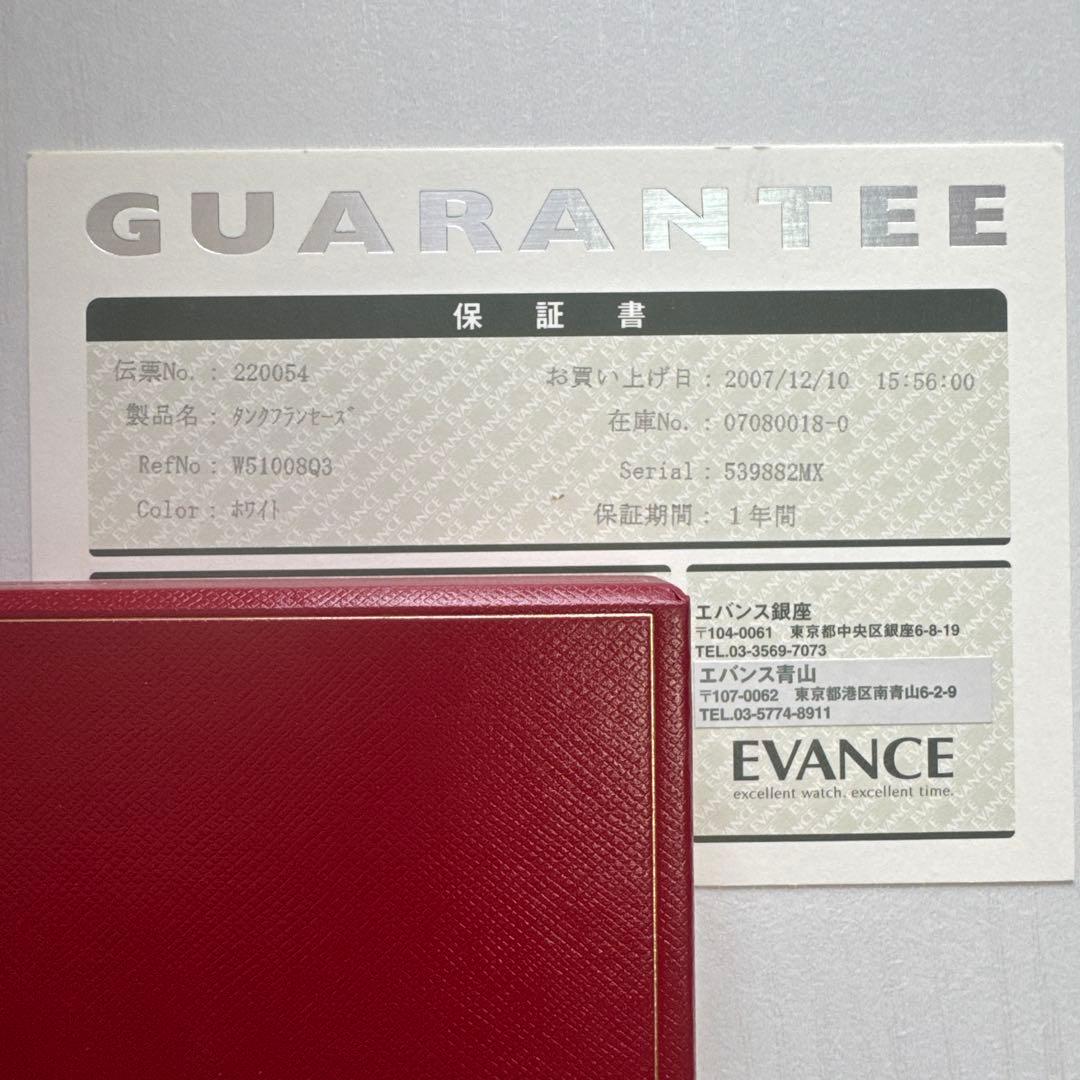 GUARANTEE
保証書
伝票No. : 220054
お買い上げ日 : 2007/12/10 15:56:00
製品名 : ﾀﾝｸﾌﾗﾝｾｰｽﾞ
在庫No. : 07080018-0
RefNo : W51008Q3
Serial : 539882MX
Color : ﾎﾜｲﾄ
保証期間 : 1年間
エバンス銀座
〒104-0061 東京都中央区銀座6-8-19
TEL.03-3569-7073
エバンス青山
〒107-0062 東京都港区南青山6-2-9
TEL.03-5774-8911
EVANCE
excellent watch. excellent time.